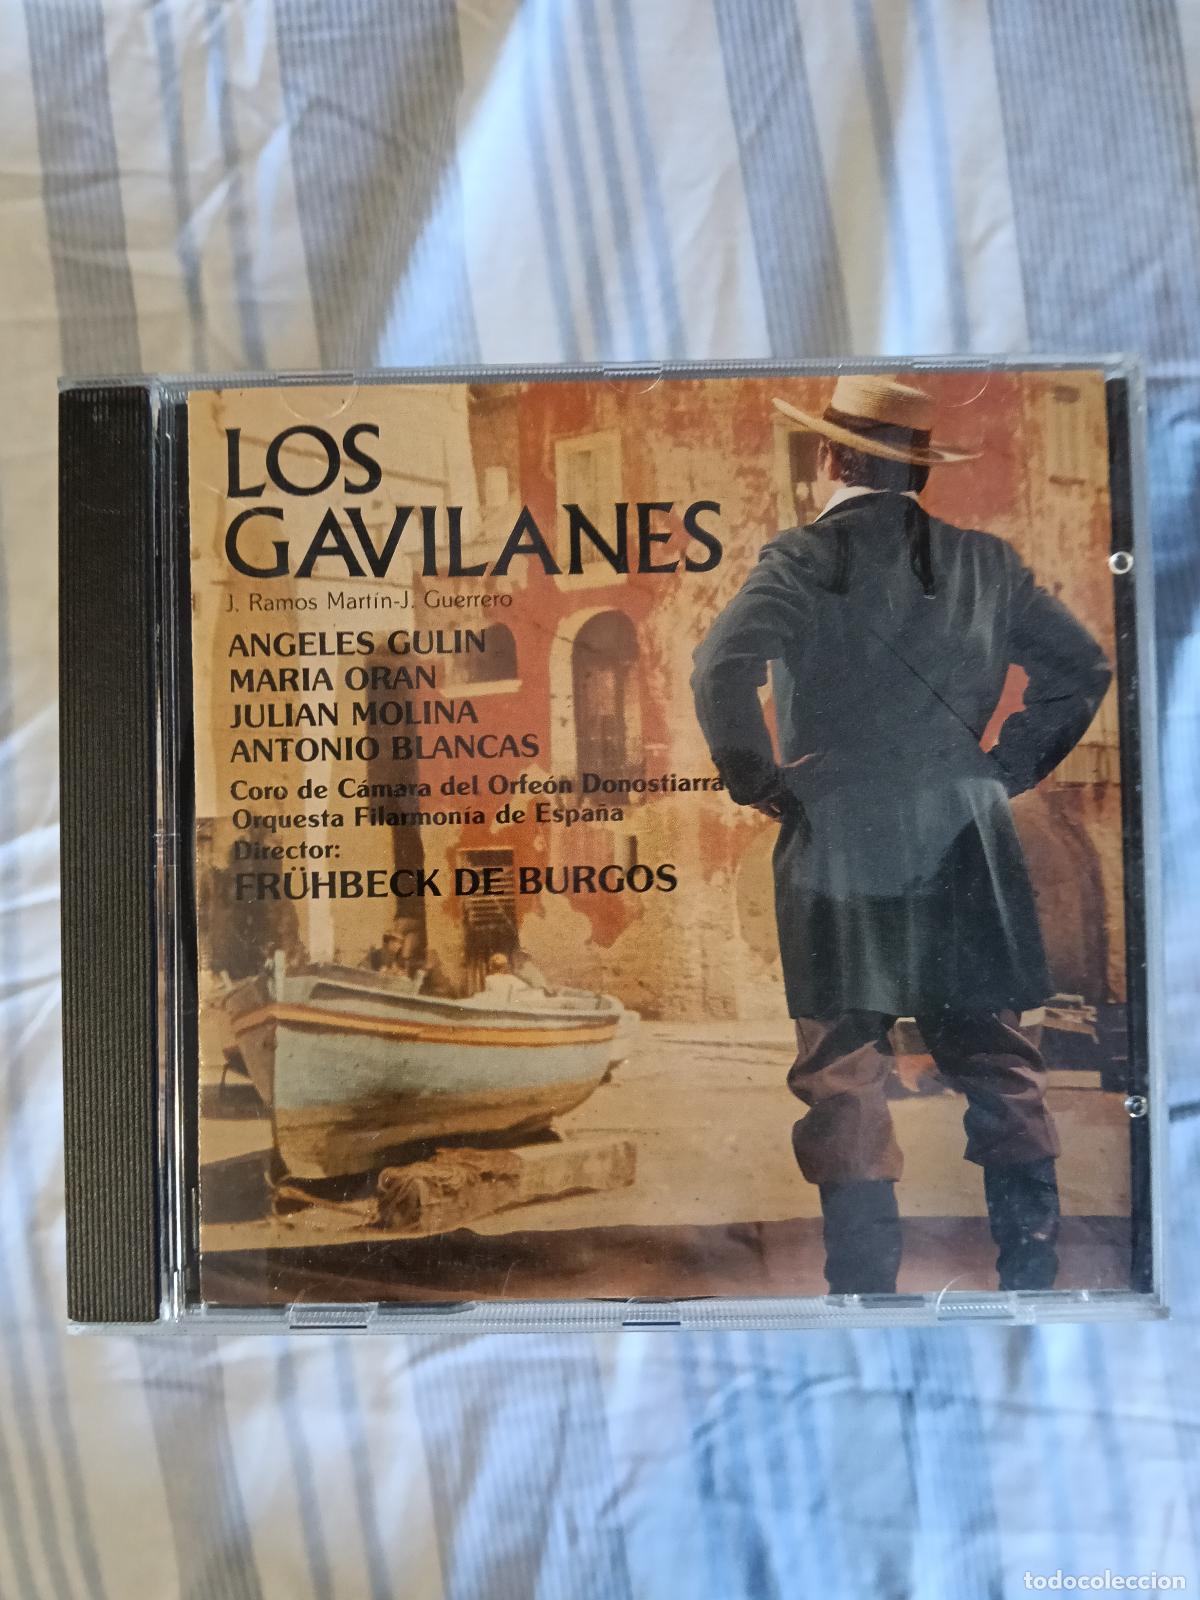 LOS
GAVILANES
J. Ramos Martín-J. Guerrero
ANGELES GULIN
MARIA ORAN
JULIAN MOLINA
ANTONIO BLANCAS
Coro de Cámara del Orfeón Donostiarra
Orquesta Filarmonía de España
Director:
FRÜHBECK DE BURGOS
todocoleccion